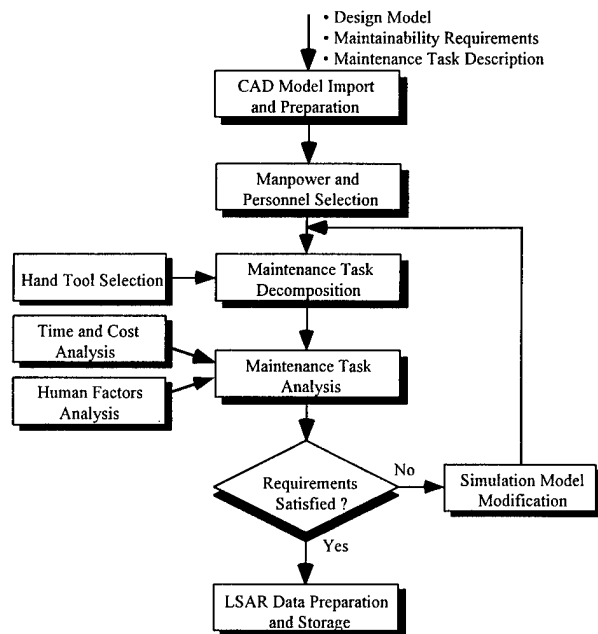 • Design Model
• Maintainability Requirements
• Maintenance Task Description
CAD Model Import
and Preparation
Manpower and
Personnel Selection
Hand Tool Selection
Maintenance Task
Decomposition
Time and Cost
Analysis
Maintenance Task
Analysis
Human Factors
Analysis
Requirements
Satisfied ?
No
Simulation Model
Modification
Yes
LSAR Data Preparation
and Storage